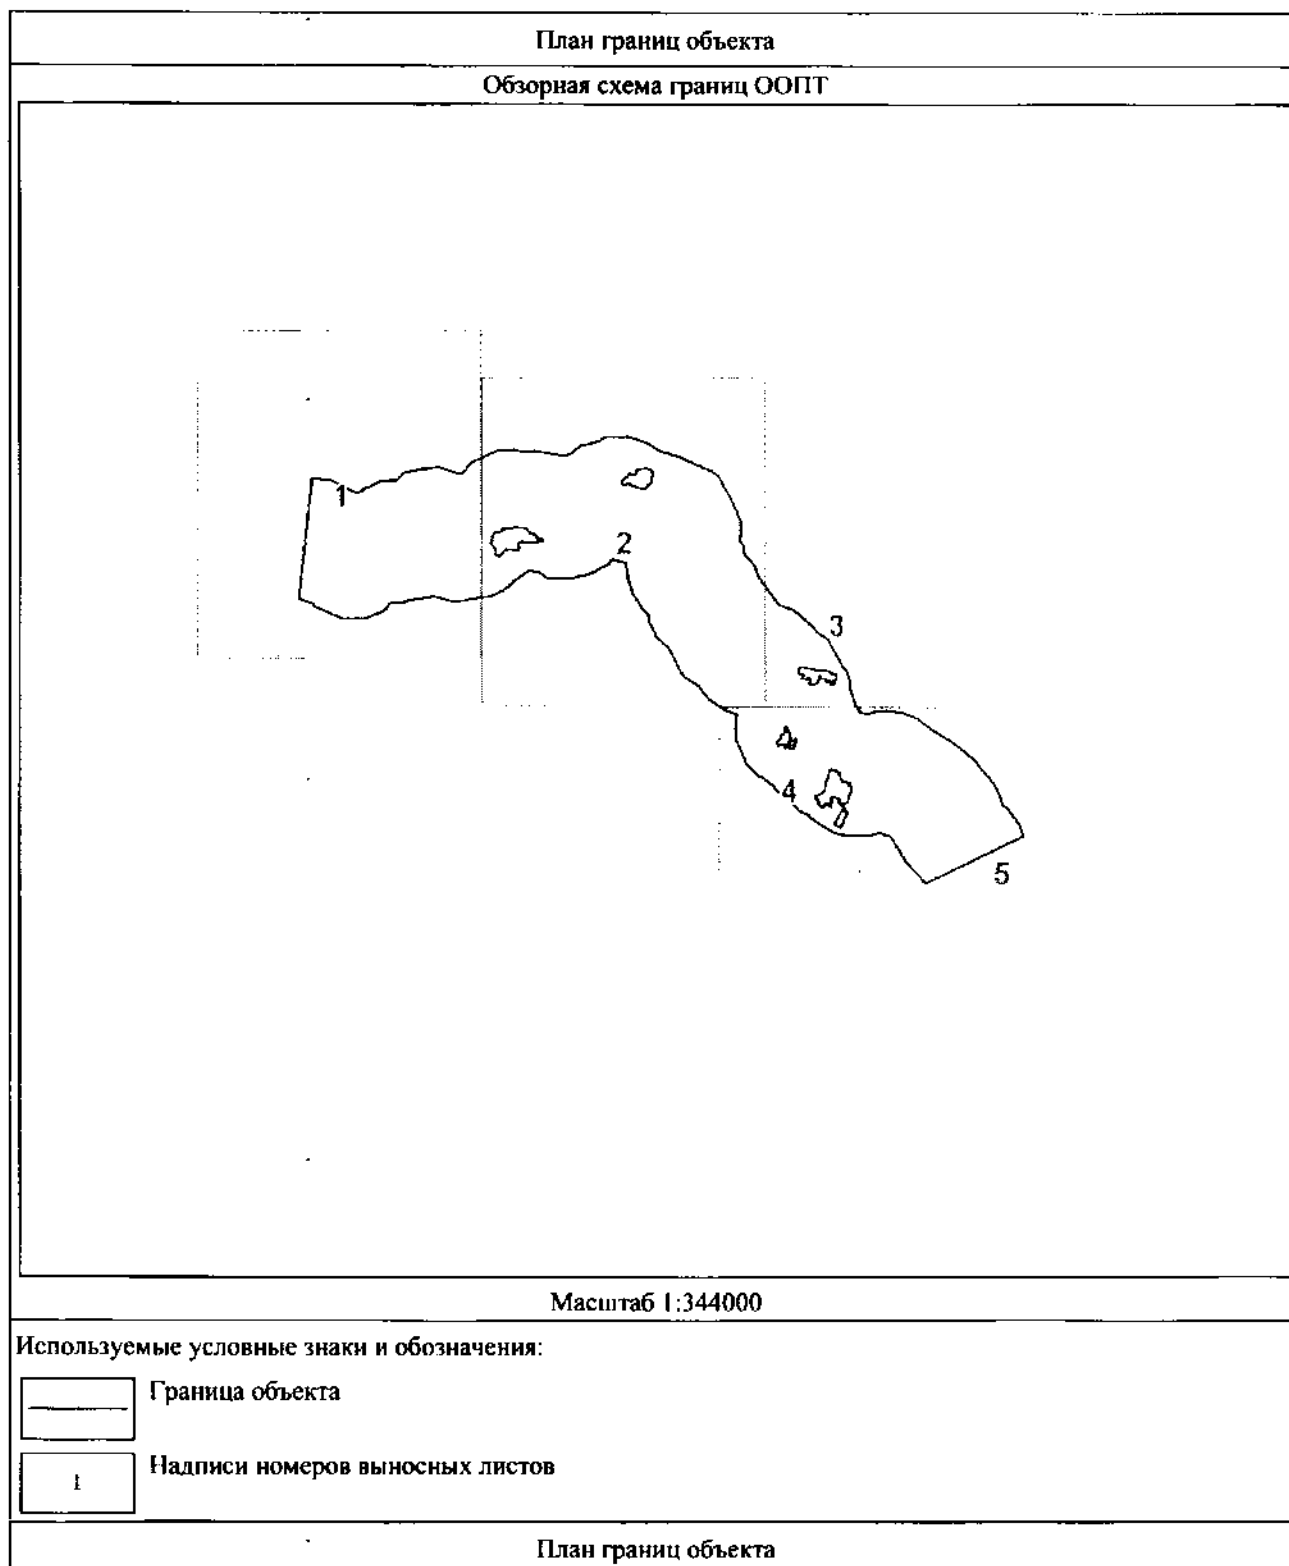 План границ объекта
Обзорная схема границ ООПТ
1
2
3
4
5
Масштаб 1:344000
Используемые условные знаки и обозначения:
Граница объекта
1
Надписи номеров выносных листов
План границ объекта